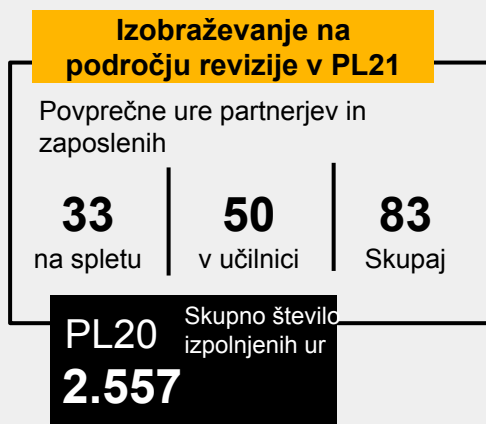 Izobraževanje na
področju revizije v PL21
Povprečne ure partnerjev in
zaposlenih
33
na spletu
50
v učilnici
83
Skupaj
PL20
Skupno število
izpolnjenih ur
2.557